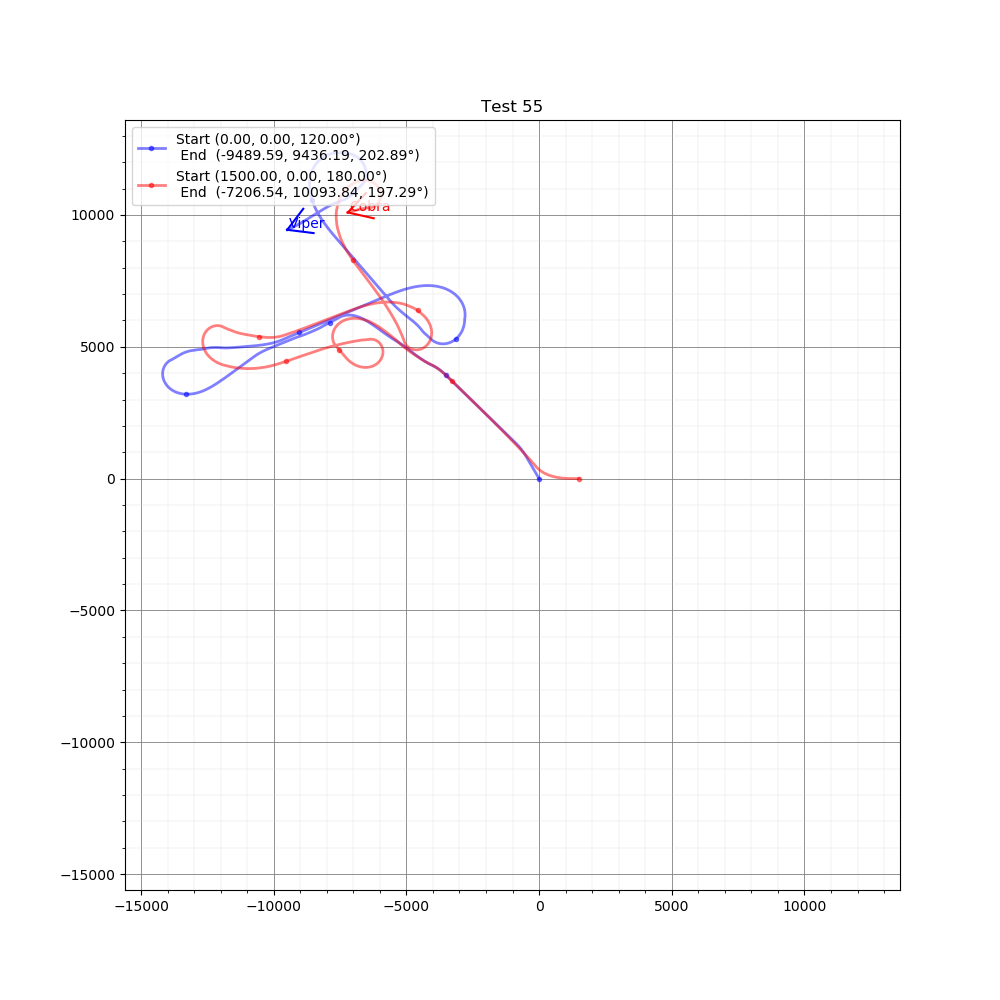 Test 55
Start (0.00, 0.00, 120.00°)
End  (-9489.59, 9436.19, 202.89°)
Start (1500.00, 0.00, 180.00°)
End  (-7206.54, 10093.84, 197.29°)
Cobra
Viper
10000
5000
0
−5000
−10000
−15000
−15000
−10000
−5000
0
5000
10000